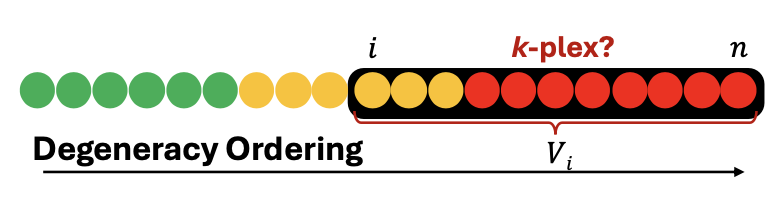 i k-plex? n
Degeneracy Ordering
V_i